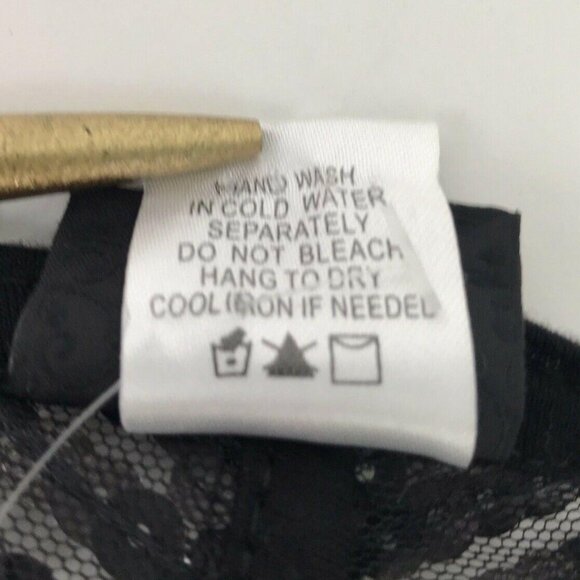 HAND WASH
IN COLD WATER
SEPARATELY
DO NOT BLEACH
HANG TO DRY
COOL IRON IF NEEDED